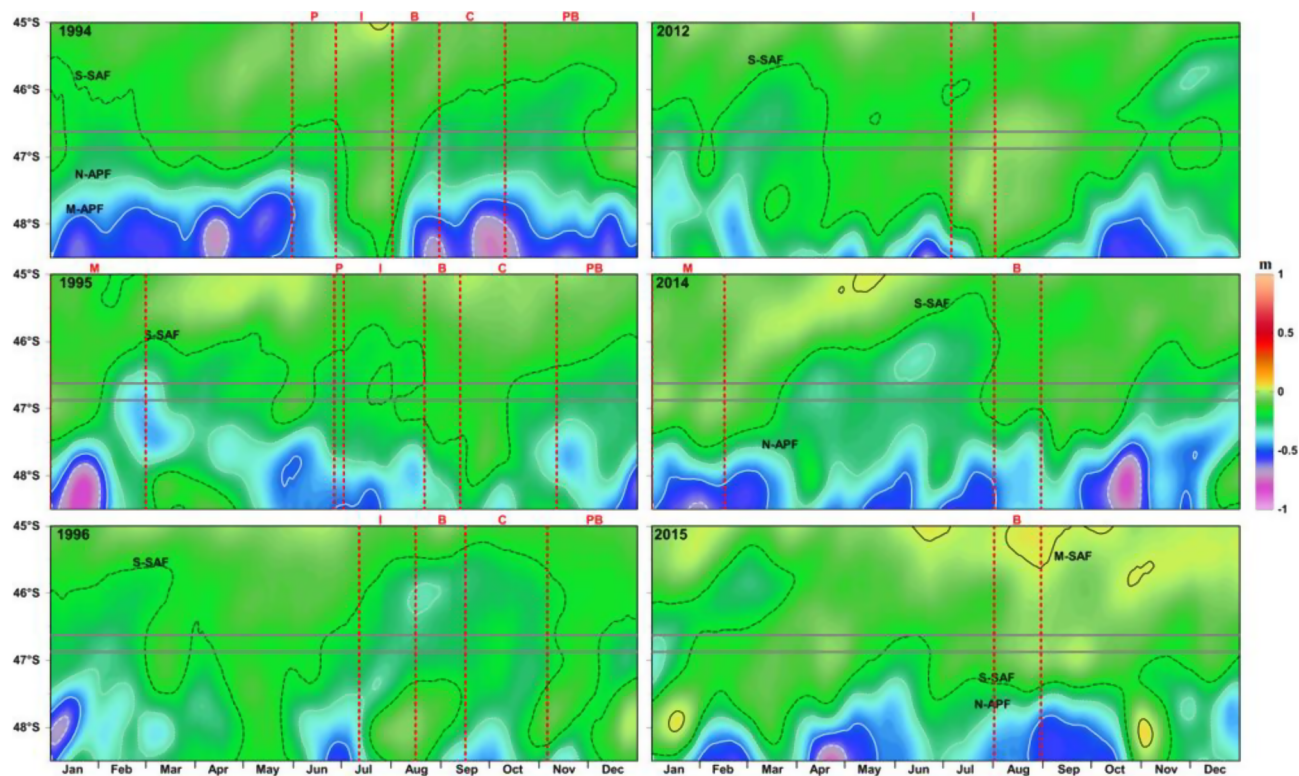 P I B C PB I
45°S 1994 2012
S-SAF S-SAF
46°S
47°S
N-APF
M-APF
48°S
M P I B C PB M B
45°S 1995 2014 m
S-SAF 1
S-SAF
46°S
0.5
47°S 0
N-APF
48°S -0.5
-1
I B C PB B
45°S 1996 2015
M-SAF
S-SAF
46°S
47°S
S-SAF
N-APF
48°S
Jan Feb Mar Apr May Jun Jul Aug Sep Oct Nov Dec Jan Feb Mar Apr May Jun Jul Aug Sep Oct Nov Dec